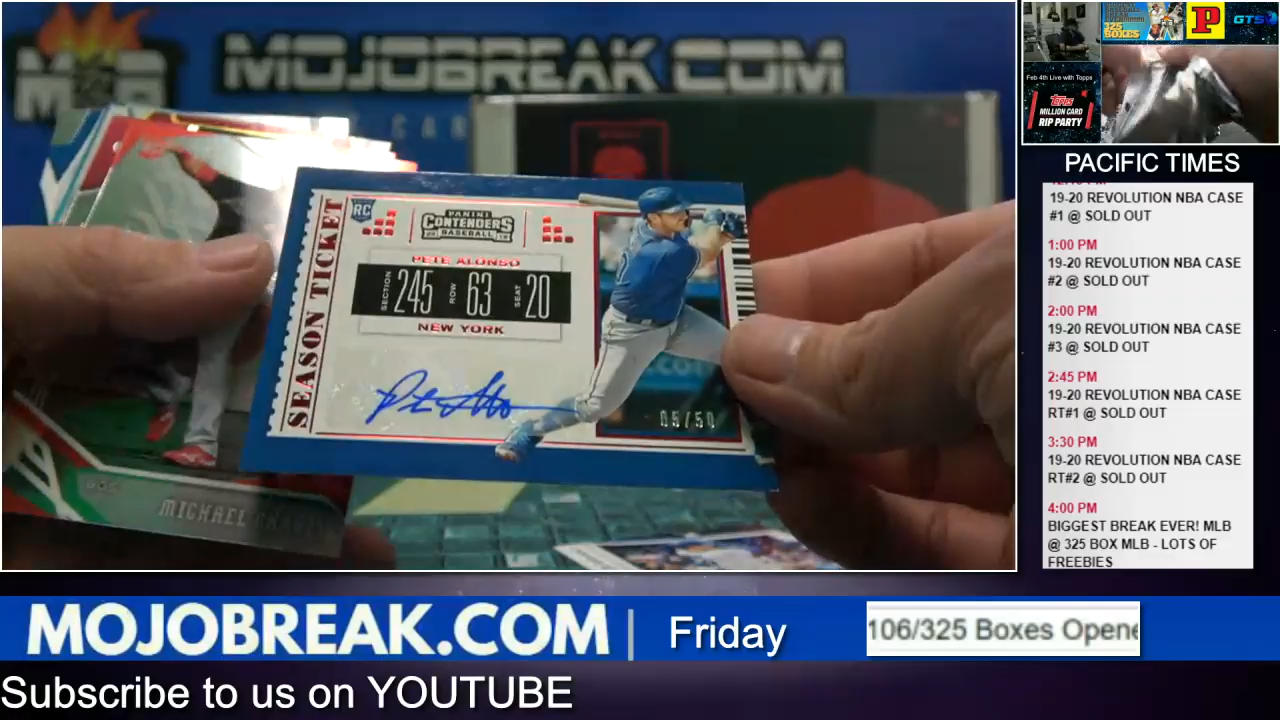 MOJOBREAK.COM
RC
PANINI
CONTENDERS
BASEBALL
SEASON TICKET
PETE ALONSO
SECTION 245 ROW 63 SEAT 20
NEW YORK
05/50
MICHAEL
325
BOXES
P
GTS
Feb 4th Live with Topps
Topps
MILLION CARD
RIP PARTY
PACIFIC TIMES
19-20 REVOLUTION NBA CASE
#1 @ SOLD OUT
1:00 PM
19-20 REVOLUTION NBA CASE
#2 @ SOLD OUT
2:00 PM
19-20 REVOLUTION NBA CASE
#3 @ SOLD OUT
2:45 PM
19-20 REVOLUTION NBA CASE
RT#1 @ SOLD OUT
3:30 PM
19-20 REVOLUTION NBA CASE
RT#2 @ SOLD OUT
4:00 PM
BIGGEST BREAK EVER! MLB
@ 325 BOX MLB - LOTS OF
FREEBIES
MOJOBREAK.COM | Friday
106/325 Boxes Opene
Subscribe to us on YOUTUBE